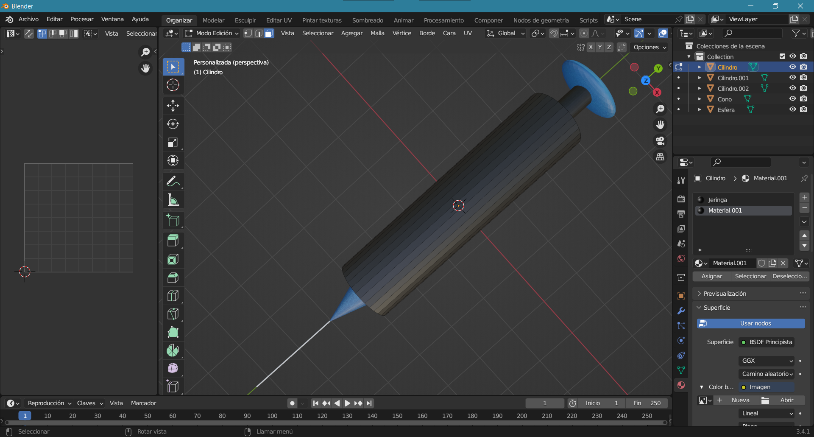 Blender
Archivo Editar Procesar Ventana Ayuda
Organizar Modelar Esculpir Editar UV Pintar texturas Sombreado Animar Procesamiento Componer Nodos de geometría Scripts
Scene
ViewLayer
Vista Seleccionar
Modo Edición
Vista Seleccionar Agregar Malla Vértice Borde Cara UV
Global
X Y Z
Opciones
Personalizada (perspectiva)
(1) Cilindro
Z
Y
X
Colecciones de la escena
Collection
Cilindro
Cilindro.001
Cilindro.002
Cono
Esfera
Cilindro > Material.001
Jeringa
Material.001
Material.001
Asignar Seleccionar Deseleccio...
Previsualización
Superficie
Usar nodos
Superficie BSDF Principista
GGX
Camino aleatorio
Color b... Imagen
Nueva Abrir
Lineal
Reproducción Claves Vista Marcador
1
Inicio 1
Fin 250
1 10 20 30 40 50 60 70 80 90 100 110 120 130 140 150 160 170 180 190 200 210 220 230 240 250
Seleccionar Rotar vista Llamar menú
3.4.1